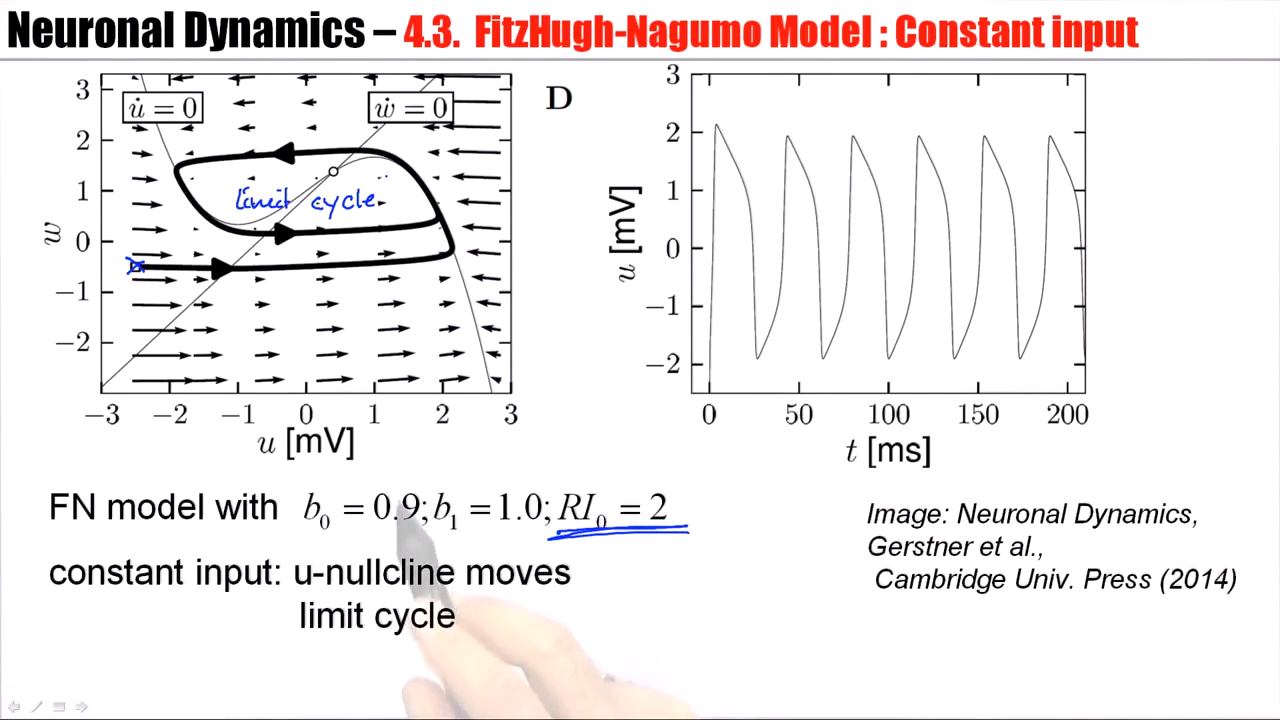 Neuronal Dynamics – 4.3. FitzHugh-Nagumo Model : Constant input
3
2
1
0
−1
−2
w
u̇ = 0
ẇ = 0
limit cycle
−3 −2 −1 0 1 2 3
u [mV]
D
3
2
1
0
−1
−2
u [mV]
0 50 100 150 200
t [ms]
FN model with b₀ = 0.9; b₁ = 1.0; RI₀ = 2
constant input: u-nullcline moves
limit cycle
Image: Neuronal Dynamics,
Gerstner et al.,
Cambridge Univ. Press (2014)